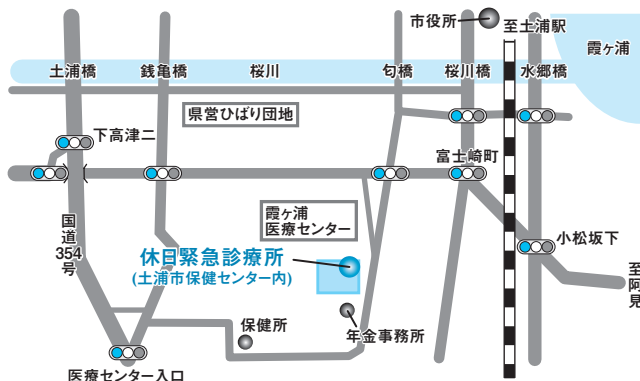 市役所
至土浦駅
霞ヶ浦
土浦橋
銭亀橋
桜川
匂橋
桜川橋
水郷橋
県営ひばり団地
下高津二
富士崎町
国道
354
号
霞ヶ浦
医療センター
小松坂下
休日緊急診療所
(土浦市保健センター内)
至阿見
保健所
年金事務所
医療センター入口